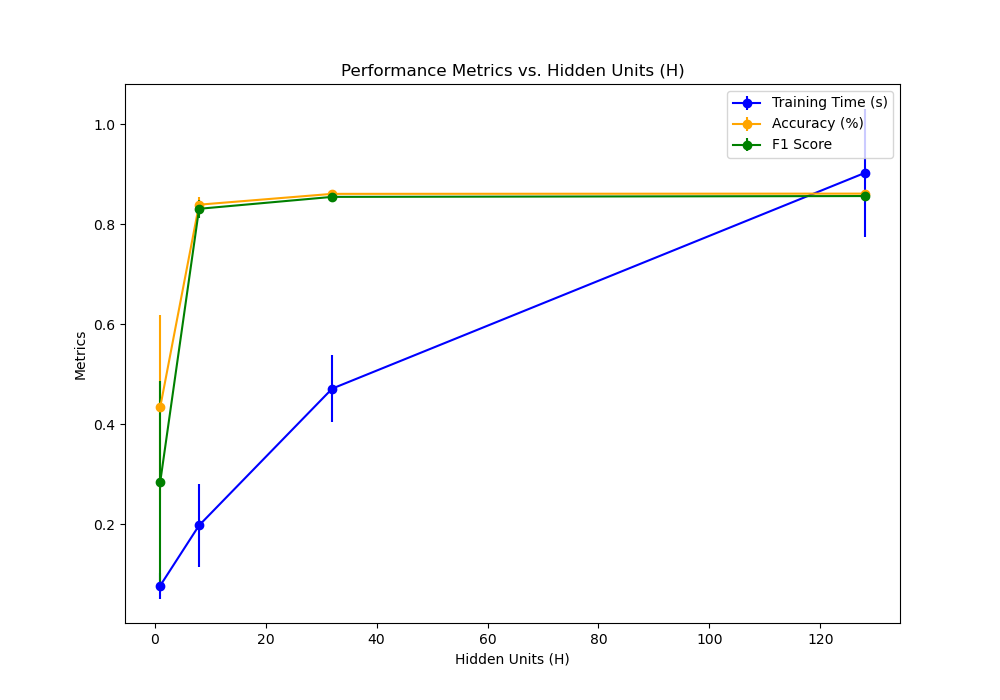 Performance Metrics vs. Hidden Units (H)
Training Time (s)
Accuracy (%)
F1 Score
1.0
0.8
0.6
0.4
0.2
Metrics
0 20 40 60 80 100 120
Hidden Units (H)